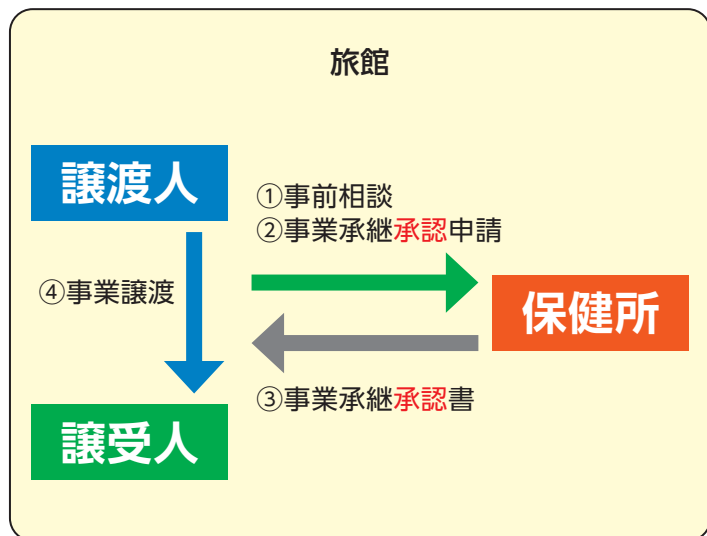 旅館
譲渡人
①事前相談
②事業承継承認申請
④事業譲渡
保健所
③事業承継承認書
譲受人